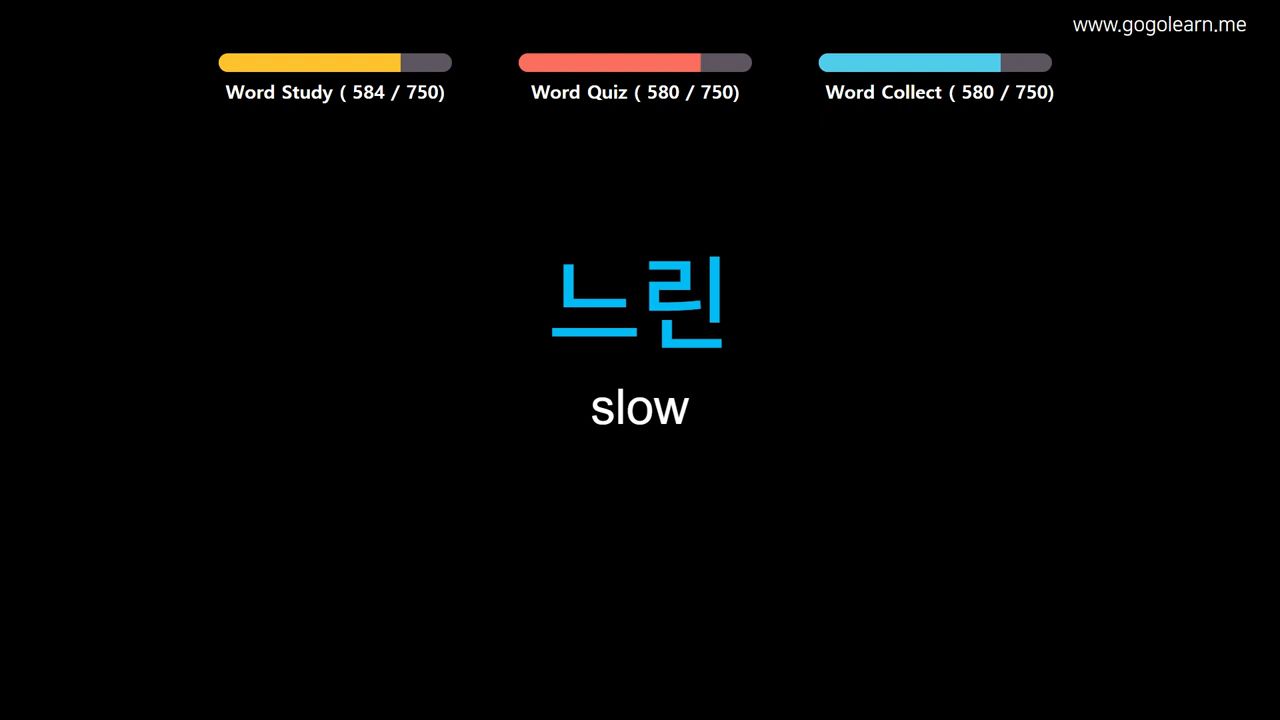 www.gogolearn.me
Word Study ( 584 / 750)
Word Quiz ( 580 / 750)
Word Collect ( 580 / 750)
느린
slow